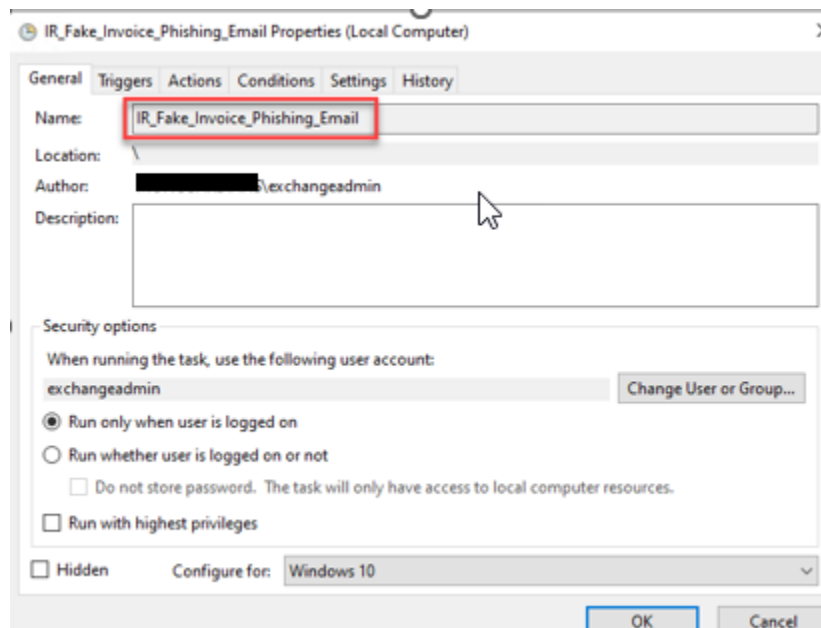 IR_Fake_Invoice_Phishing_Email Properties (Local Computer)
General Triggers Actions Conditions Settings History
Name: IR_Fake_Invoice_Phishing_Email
Location: \
Author: \exchangeadmin
Description:
Security options
When running the task, use the following user account:
exchangeadmin Change User or Group...
Run only when user is logged on
Run whether user is logged on or not
Do not store password. The task will only have access to local computer resources.
Run with highest privileges
Hidden Configure for: Windows 10
OK Cancel